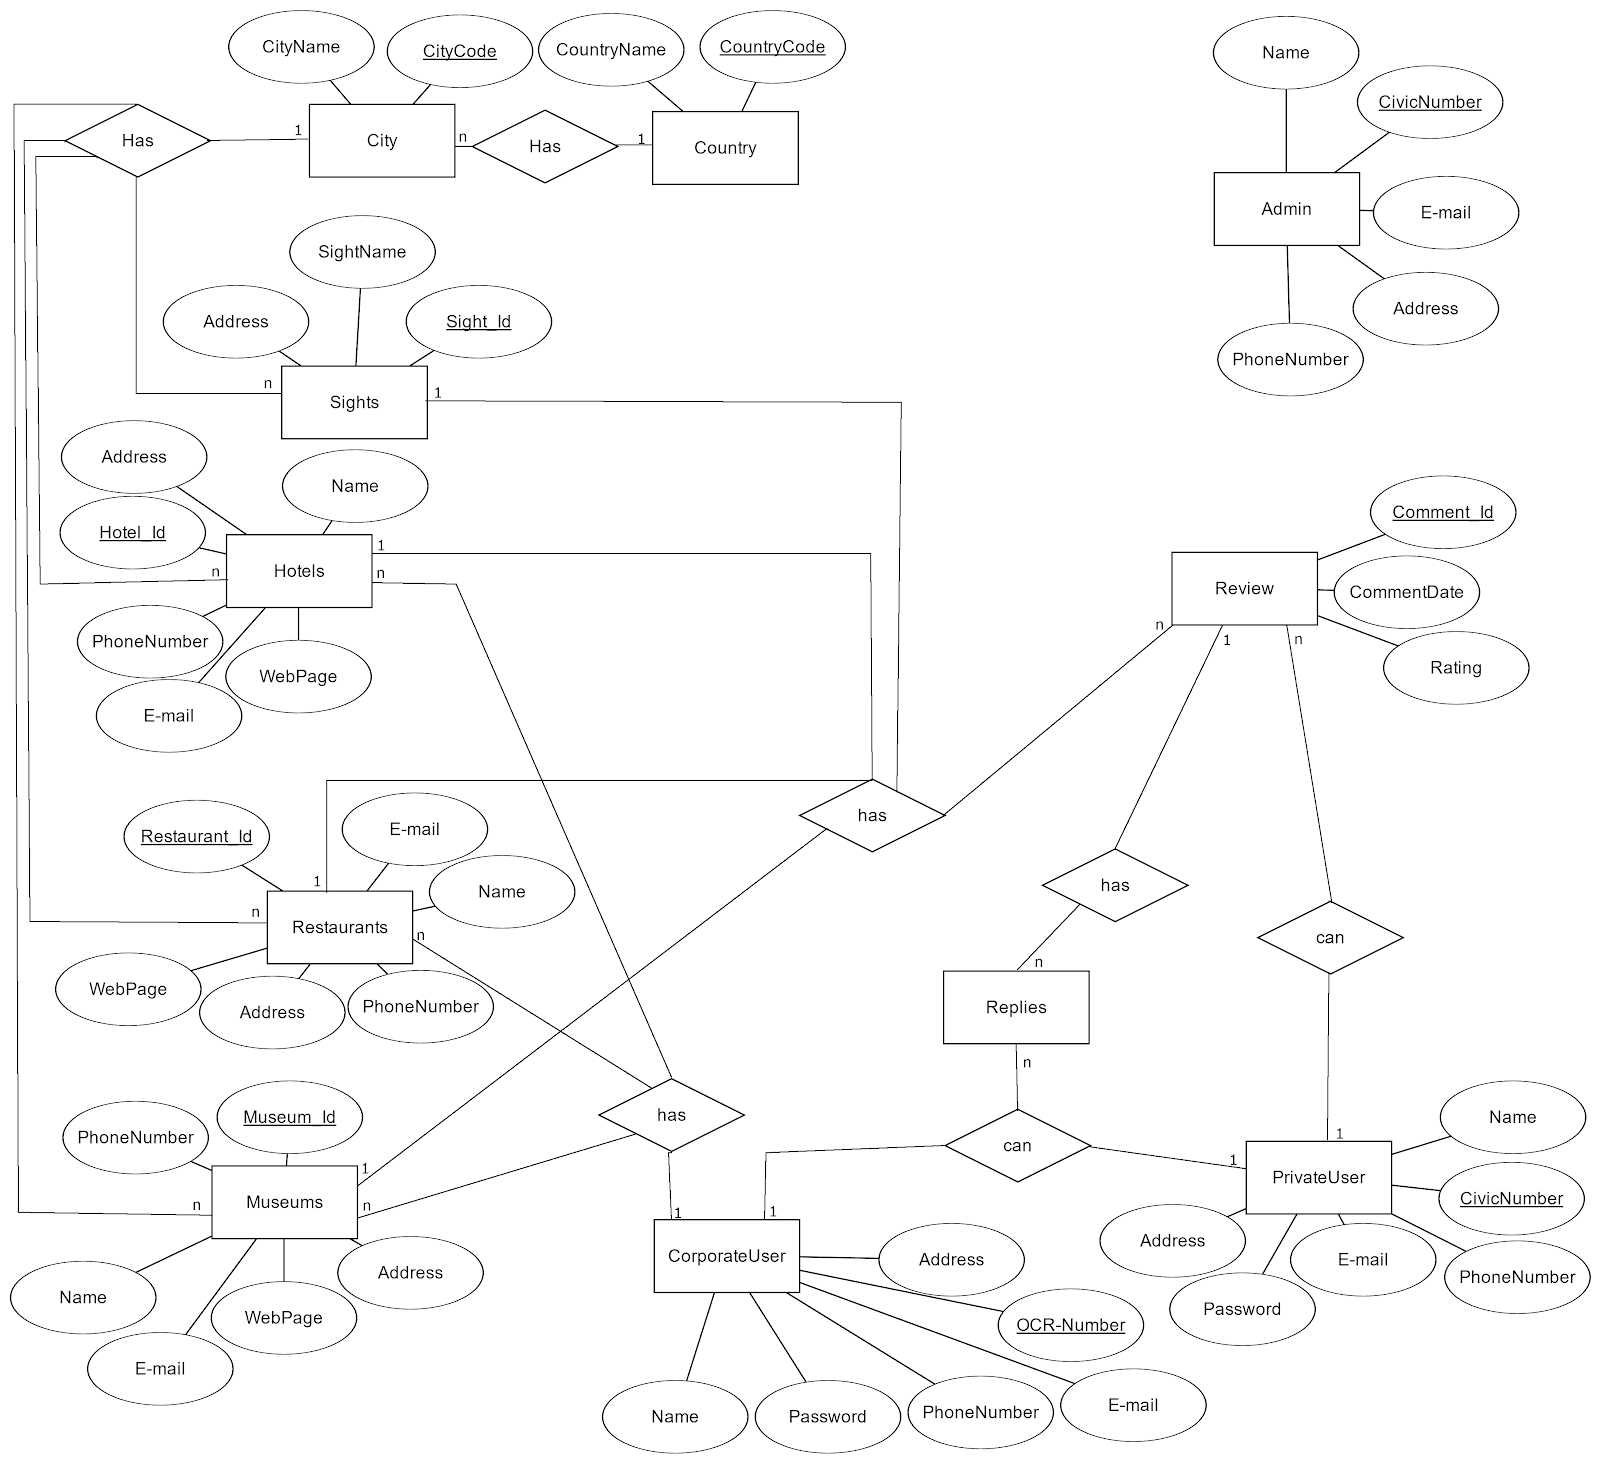 CityName
CityCode
CountryName
CountryCode
Name
CivicNumber
Has
1
City
n
Has
1
Country
Admin
E-mail
Address
PhoneNumber
SightName
Address
Sight_Id
n
Sights
1
Address
Name
Hotel_Id
n
Hotels
1
n
PhoneNumber
WebPage
E-mail
Comment_Id
Review
CommentDate
Rating
n
1
n
has
Restaurant_Id
E-mail
Name
1
n
Restaurants
n
WebPage
Address
PhoneNumber
has
can
n
Replies
n
Museum_Id
PhoneNumber
1
n
Museums
n
Name
E-mail
WebPage
Address
has
1
can
1
1
1
PrivateUser
Name
CivicNumber
Address
E-mail
PhoneNumber
Password
CorporateUser
Address
OCR-Number
Name
Password
PhoneNumber
E-mail